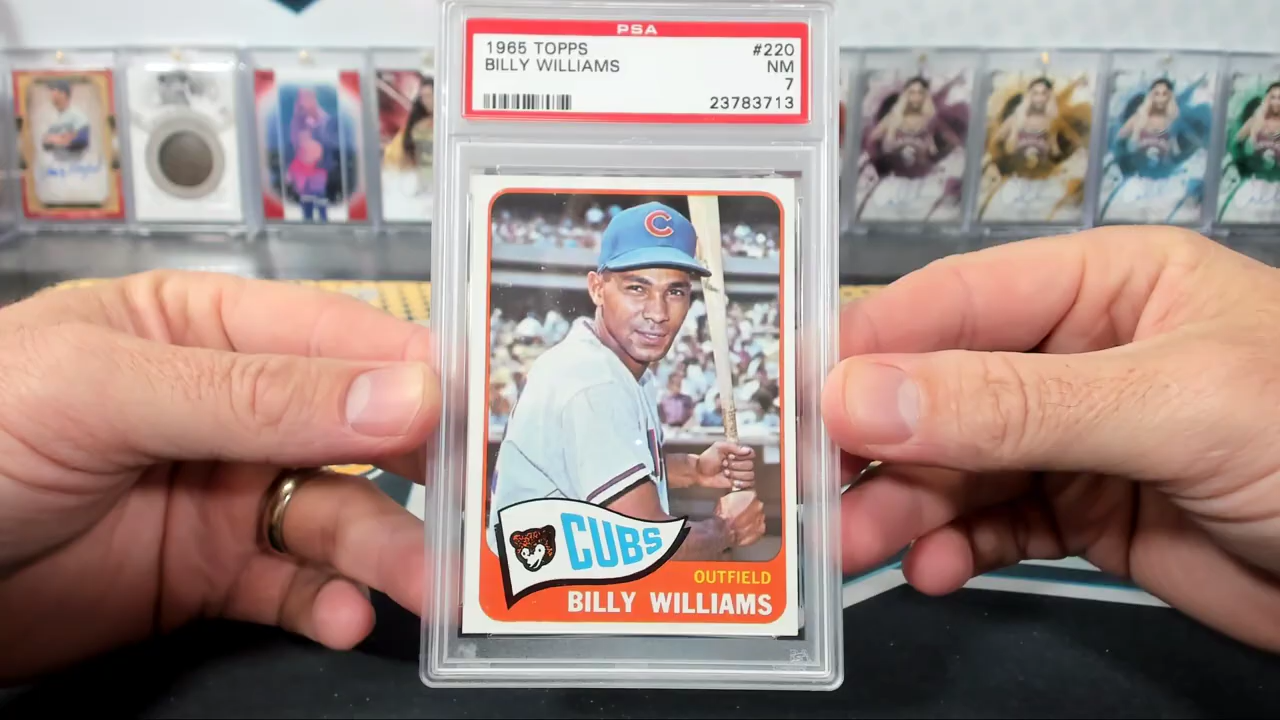 PSA
1965 TOPPS #220
BILLY WILLIAMS NM
7
23783713
C
CUBS
OUTFIELD
BILLY WILLIAMS